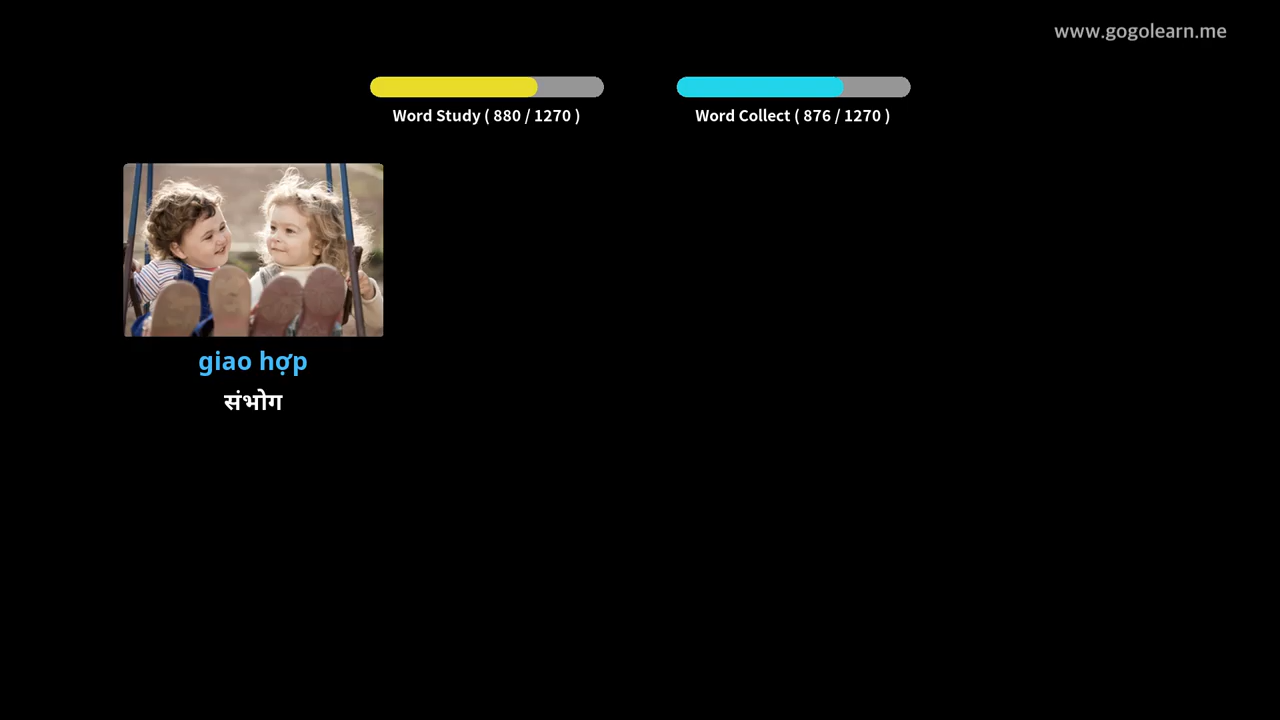 www.gogolearn.me
Word Study ( 880 / 1270 )
Word Collect ( 876 / 1270 )
giao hợp
संभोग